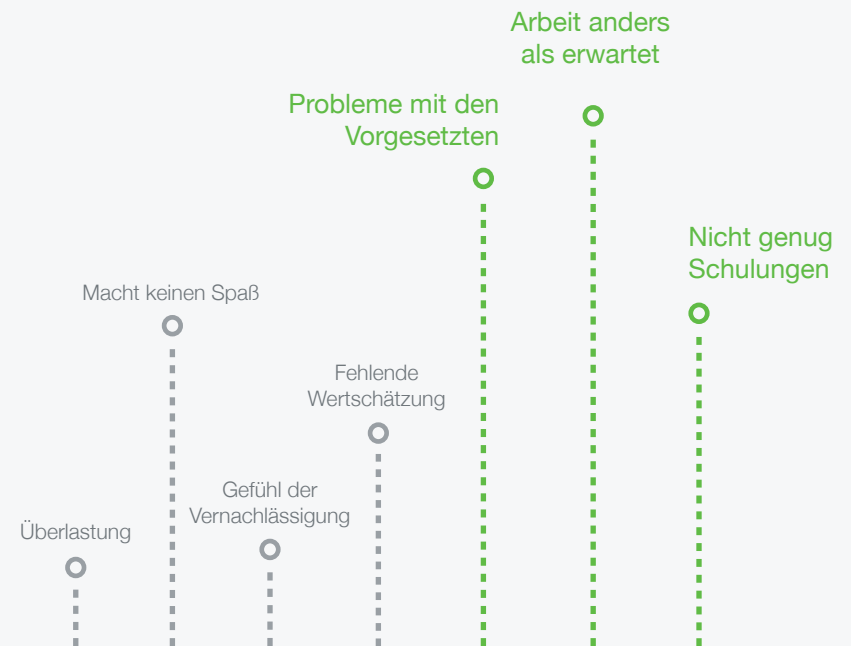 Arbeit anders
als erwartet
Probleme mit den
Vorgesetzten
Nicht genug
Schulungen
Macht keinen Spaß
Fehlende
Wertschätzung
Gefühl der
Vernachlässigung
Überlastung